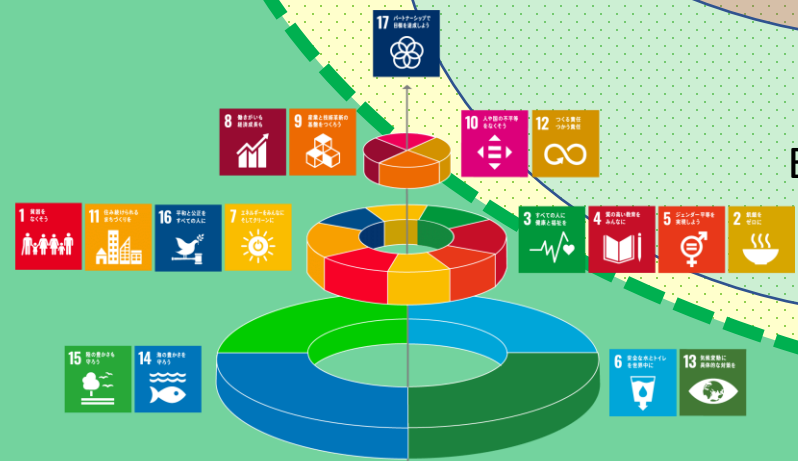 17 パートナーシップで
目標を達成しよう
8 働きがいも
経済成長も
9 産業と技術革新の
基盤をつくろう
10 人や国の不平等
をなくそう
12 つくる責任
つかう責任
1 貧困を
なくそう
11 住み続けられる
まちづくりを
16 平和と公正を
すべての人に
7 エネルギーをみんなに
そしてクリーンに
3 すべての人に
健康と福祉を
4 質の高い教育を
みんなに
5 ジェンダー平等を
実現しよう
2 飢餓を
ゼロに
15 陸の豊かさも
守ろう
14 海の豊かさを
守ろう
6 安全な水とトイレ
を世界中に
13 気候変動に
具体的な対策を